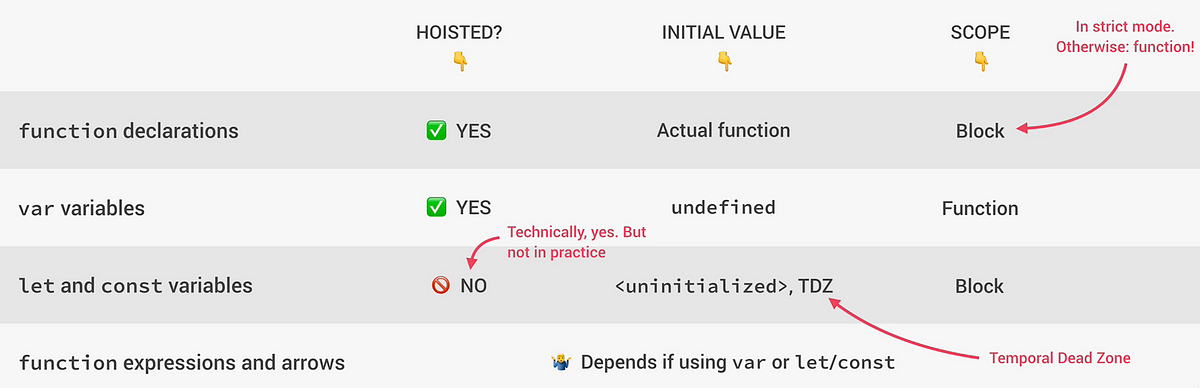 HOISTED? INITIAL VALUE SCOPE
In strict mode.
Otherwise: function!
👇 👇 👇
function declarations ✅ YES Actual function Block
var variables ✅ YES undefined Function
Technically, yes. But
not in practice
let and const variables 🚫 NO <uninitialized>, TDZ Block
function expressions and arrows 🤷‍♂️ Depends if using var or let/const
Temporal Dead Zone